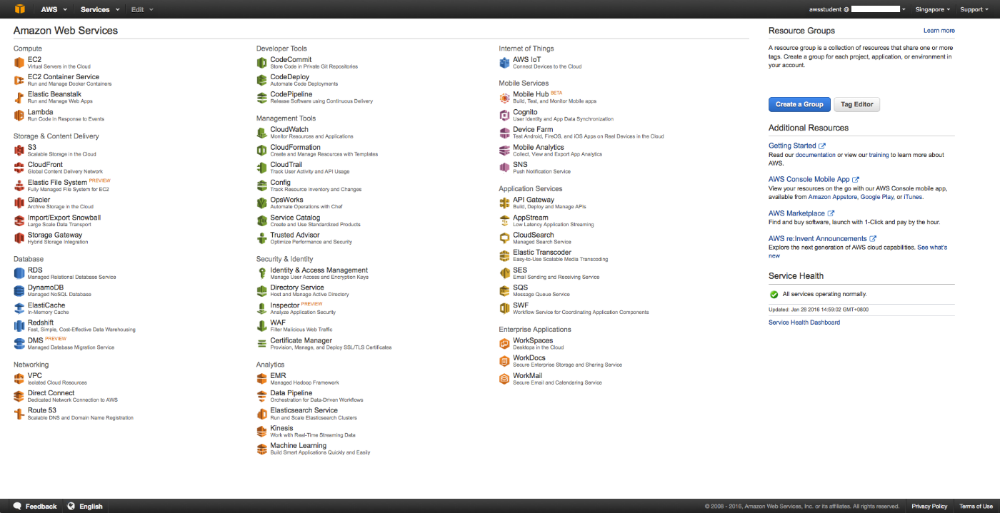 AWS
Services
Edit
awsstudent @
Singapore
Support
Amazon Web Services
Compute
EC2
Virtual Servers in the Cloud
EC2 Container Service
Run and Manage Docker Containers
Elastic Beanstalk
Run and Manage Web Apps
Lambda
Run Code in Response to Events
Storage & Content Delivery
S3
Scalable Storage in the Cloud
CloudFront
Global Content Delivery Network
Elastic File System PREVIEW
Fully Managed File System for EC2
Glacier
Archive Storage in the Cloud
Import/Export Snowball
Large Scale Data Transport
Storage Gateway
Hybrid Storage Integration
Database
RDS
Managed Relational Database Service
DynamoDB
Managed NoSQL Database
ElastiCache
In-Memory Cache
Redshift
Fast, Simple, Cost-Effective Data Warehousing
DMS PREVIEW
Managed Database Migration Service
Networking
VPC
Isolated Cloud Resources
Direct Connect
Dedicated Network Connection to AWS
Route 53
Scalable DNS and Domain Name Registration
Developer Tools
CodeCommit
Store Code in Private Git Repositories
CodeDeploy
Automate Code Deployments
CodePipeline
Release Software using Continuous Delivery
Management Tools
CloudWatch
Monitor Resources and Applications
CloudFormation
Create and Manage Resources with Templates
CloudTrail
Track User Activity and API Usage
Config
Track Resource Inventory and Changes
OpsWorks
Automate Operations with Chef
Service Catalog
Create and Use Standardized Products
Trusted Advisor
Optimize Performance and Security
Security & Identity
Identity & Access Management
Manage User Access and Encryption Keys
Directory Service
Host and Manage Active Directory
Inspector PREVIEW
Analyze Application Security
WAF
Filter Malicious Web Traffic
Certificate Manager
Provision, Manage, and Deploy SSL/TLS Certificates
Analytics
EMR
Managed Hadoop Framework
Data Pipeline
Orchestration for Data-Driven Workflows
Elasticsearch Service
Run and Scale Elasticsearch Clusters
Kinesis
Work with Real-Time Streaming Data
Machine Learning
Build Smart Applications Quickly and Easily
Internet of Things
AWS IoT
Connect Devices to the Cloud
Mobile Services
Mobile Hub BETA
Build, Test, and Monitor Mobile apps
Cognito
User Identity and App Data Synchronization
Device Farm
Test Android, FireOS, and iOS Apps on Real Devices in the Cloud
Mobile Analytics
Collect, View and Export App Analytics
SNS
Push Notification Service
Application Services
API Gateway
Build, Deploy and Manage APIs
AppStream
Low Latency Application Streaming
CloudSearch
Managed Search Service
Elastic Transcoder
Easy-to-Use Scalable Media Transcoding
SES
Email Sending and Receiving Service
SQS
Message Queue Service
SWF
Workflow Service for Coordinating Application Components
Enterprise Applications
WorkSpaces
Desktops in the Cloud
WorkDocs
Secure Enterprise Storage and Sharing Service
WorkMail
Secure Email and Calendaring Service
Resource Groups
Learn more
A resource group is a collection of resources that share one or more
tags. Create a group for each project, application, or environment in
your account.
Create a Group
Tag Editor
Additional Resources
Getting Started
Read our documentation or view our training to learn more about
AWS.
AWS Console Mobile App
View your resources on the go with our AWS Console mobile app,
available from Amazon Appstore, Google Play, or iTunes.
AWS Marketplace
Find and buy software, launch with 1-Click and pay by the hour.
AWS re:Invent Announcements
Explore the next generation of AWS cloud capabilities. See what's
new
Service Health
All services operating normally.
Updated: Jan 28 2016 14:59:02 GMT+0800
Service Health Dashboard
Feedback
English
© 2008 - 2016, Amazon Web Services, Inc. or its affiliates. All rights reserved.
Privacy Policy
Terms of Use